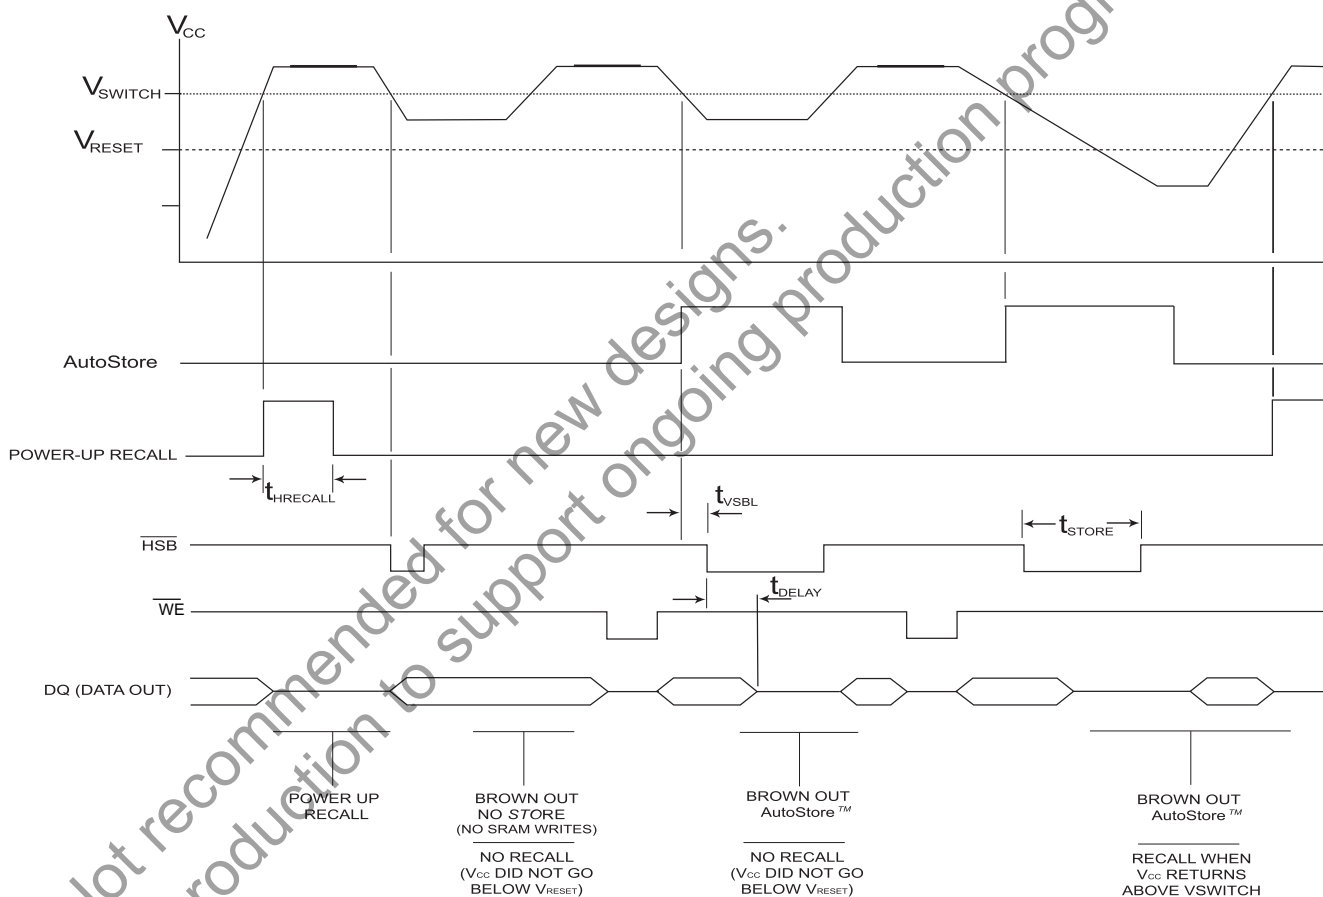 VCC
VSWITCH
VRESET
AutoStore
POWER-UP RECALL
tHRECALL
tVSBL
HSB
tSTORE
tDELAY
WE
DQ (DATA OUT)
POWER UP
RECALL
BROWN OUT
NO STORE
(NO SRAM WRITES)
NO RECALL
(VCC DID NOT GO
BELOW VRESET)
BROWN OUT
AutoStore™
NO RECALL
(VCC DID NOT GO
BELOW VRESET)
BROWN OUT
AutoStore™
RECALL WHEN
VCC RETURNS
ABOVE VSWITCH
recommended for new designs.
to support ongoing production